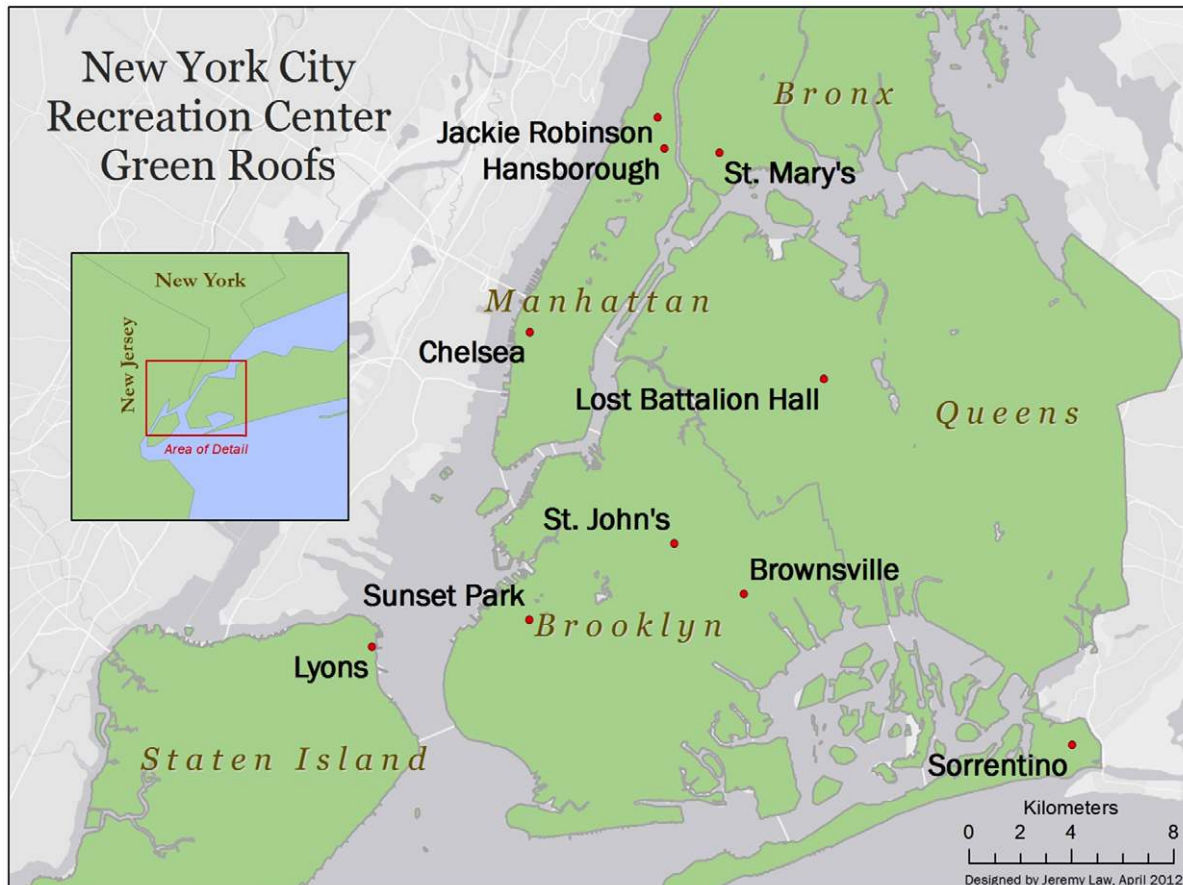 New York City
Recreation Center
Green Roofs
Bronx
Jackie Robinson
Hansborough
St. Mary's
New York
New Jersey
Area of Detail
Manhattan
Chelsea
Lost Battalion Hall
Queens
St. John's
Brownsville
Sunset Park
Brooklyn
Lyons
Staten Island
Sorrentino
Kilometers
0 2 4 8
Designed by Jeremy Law, April 2012